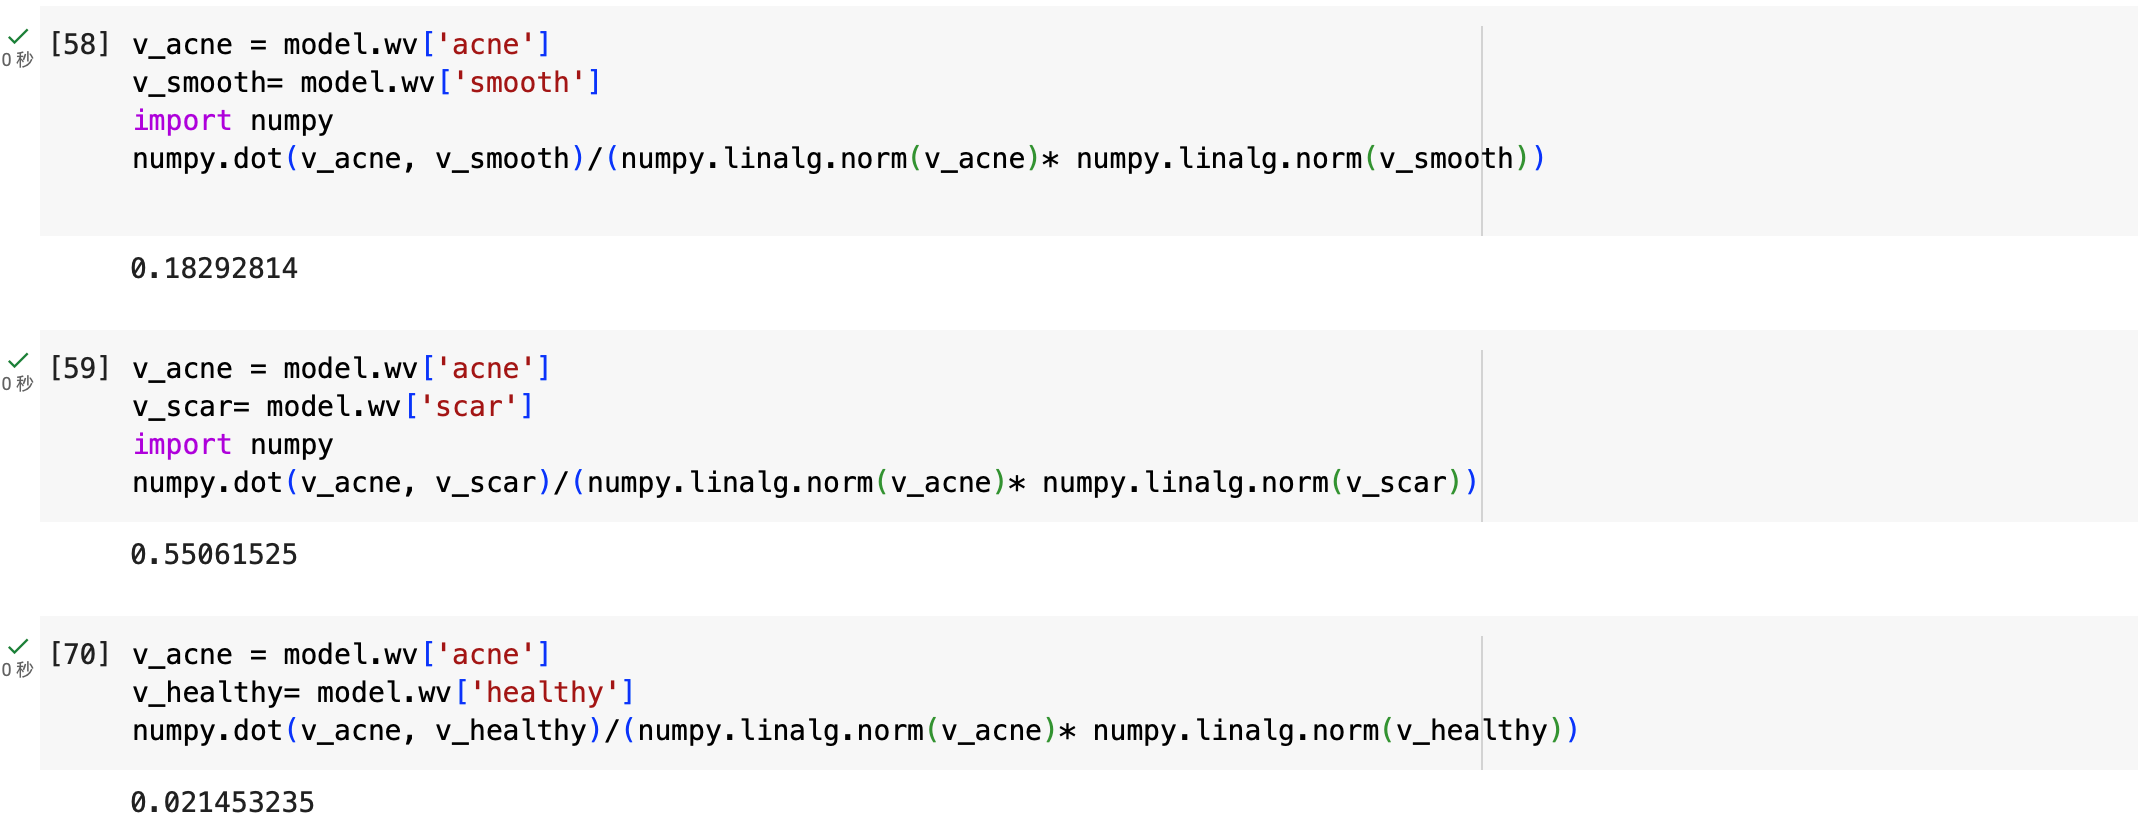 [58] v_acne = model.wv['acne']
0 秒
v_smooth= model.wv['smooth']
import numpy
numpy.dot(v_acne, v_smooth)/(numpy.linalg.norm(v_acne)* numpy.linalg.norm(v_smooth))
0.18292814
[59] v_acne = model.wv['acne']
0 秒
v_scar= model.wv['scar']
import numpy
numpy.dot(v_acne, v_scar)/(numpy.linalg.norm(v_acne)* numpy.linalg.norm(v_scar))
0.55061525
[70] v_acne = model.wv['acne']
0 秒
v_healthy= model.wv['healthy']
numpy.dot(v_acne, v_healthy)/(numpy.linalg.norm(v_acne)* numpy.linalg.norm(v_healthy))
0.021453235